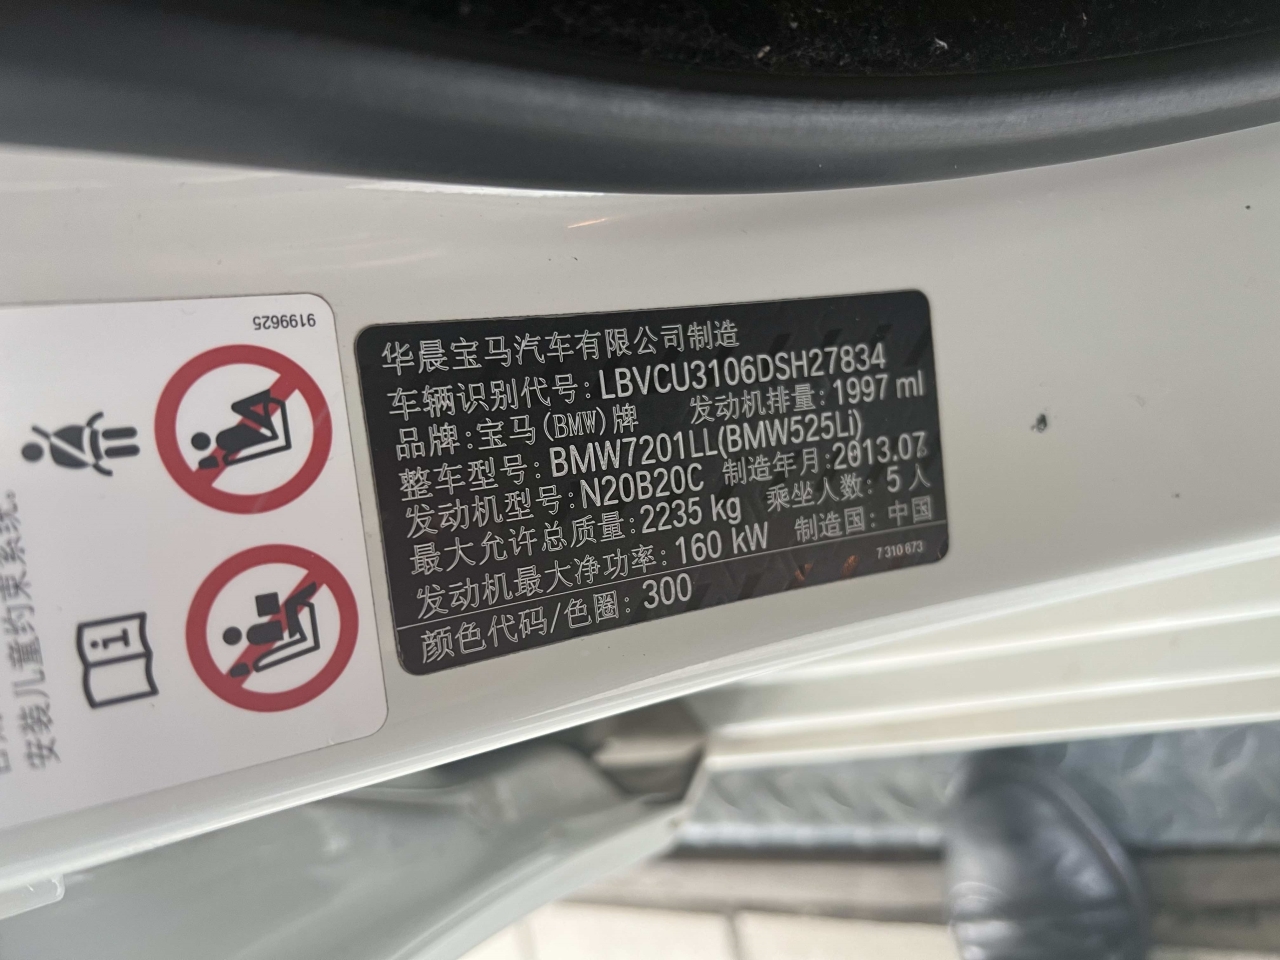 9199625
安装儿童约束系统。
华晨宝马汽车有限公司制造
车辆识别代号: LBVCU3106DSH27834
品牌:宝马(BMW)牌 发动机排量: 1997 ml
整车型号: BMW7201LL(BMW525Li)
发动机型号: N20B20C 制造年月:2013.07
最大允许总质量: 2235 kg 乘坐人数: 5 人
发动机最大净功率: 160 kW 制造国: 中国
颜色代码/色圈: 300 7 310 673